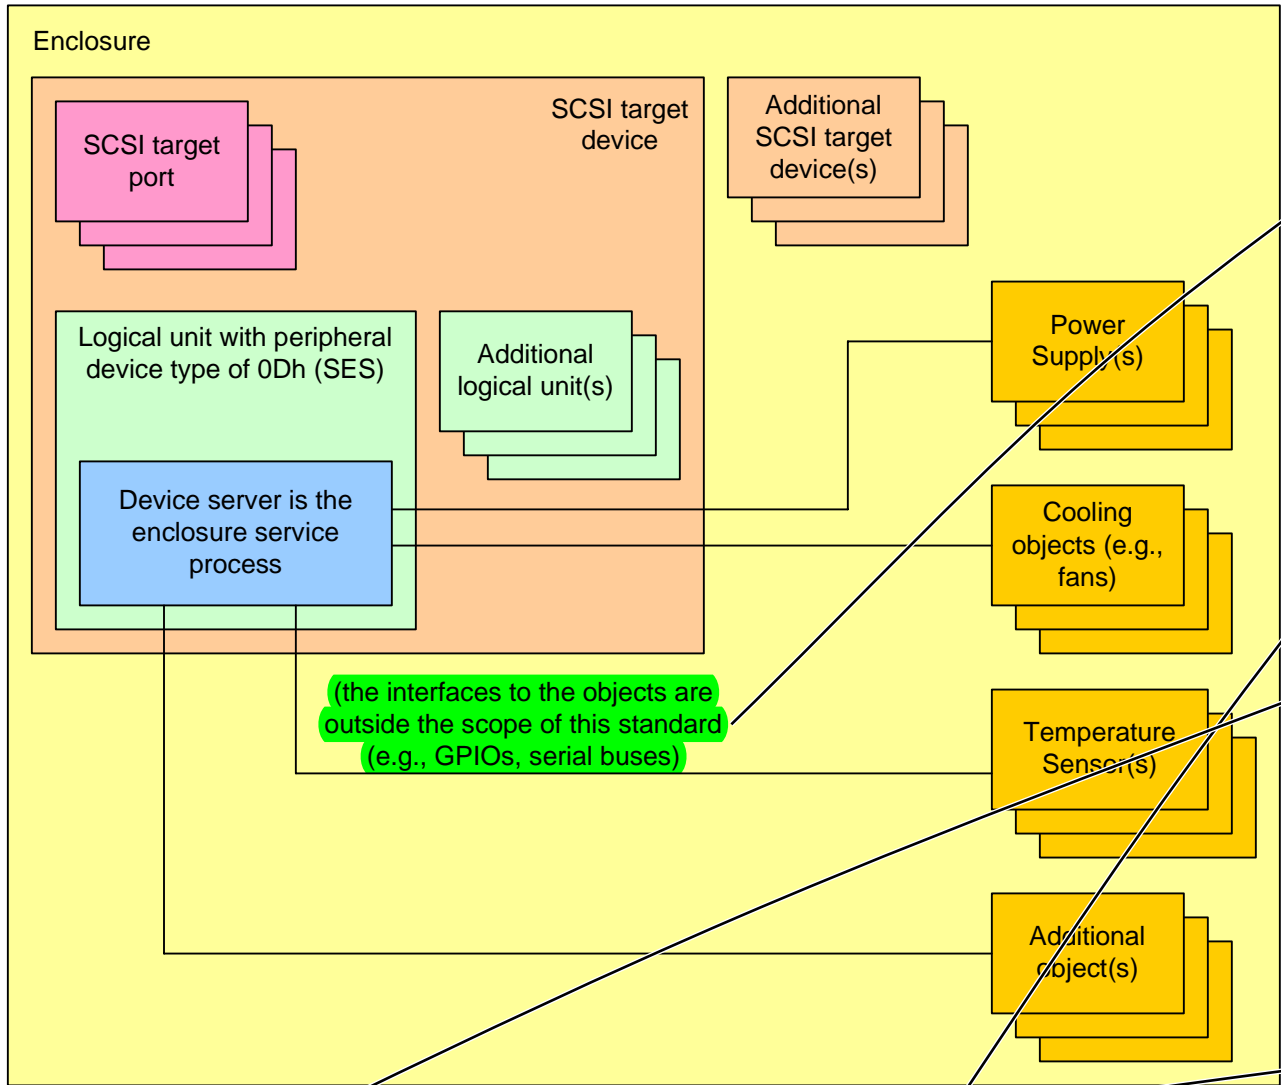 Enclosure
SCSI target
device
SCSI target
port
Additional
SCSI target
device(s)
Logical unit with peripheral
device type of 0Dh (SES)
Additional
logical unit(s)
Device server is the
enclosure service
process
Power
Supply(s)
Cooling
objects (e.g.,
fans)
(the interfaces to the objects are
outside the scope of this standard
(e.g., GPIOs, serial buses)
Temperature
Sensor(s)
Additional
object(s)